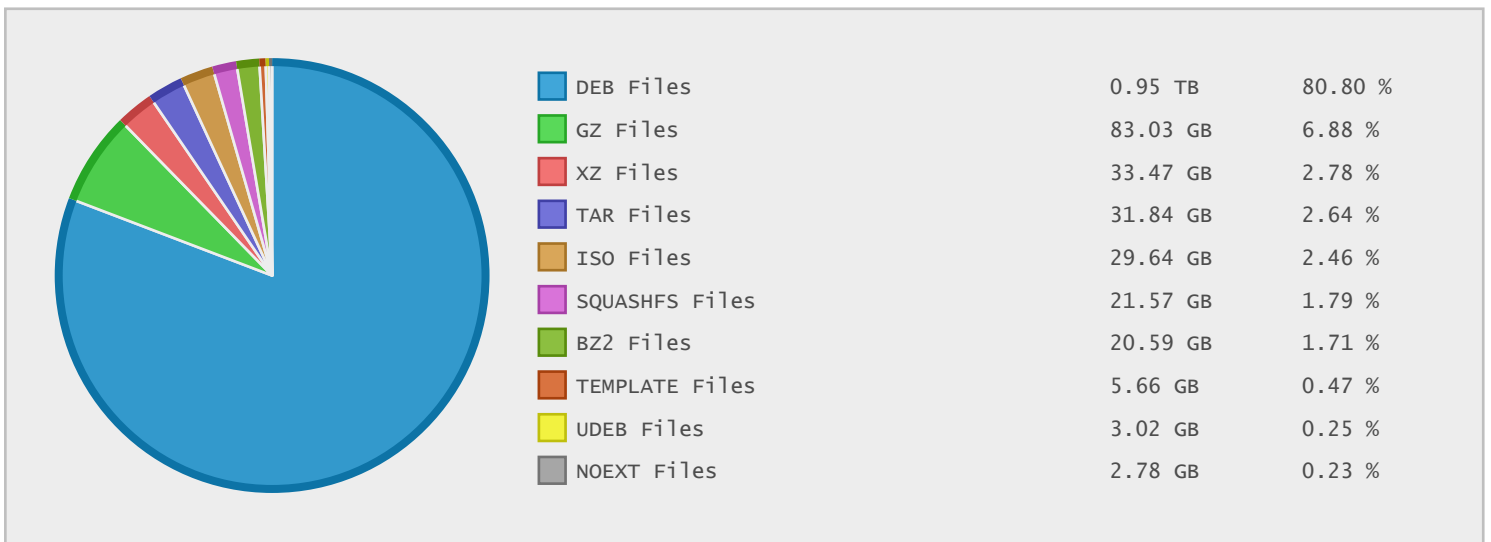 DEB Files 0.95 TB 80.80 %
GZ Files 83.03 GB 6.88 %
XZ Files 33.47 GB 2.78 %
TAR Files 31.84 GB 2.64 %
ISO Files 29.64 GB 2.46 %
SQUASHFS Files 21.57 GB 1.79 %
BZ2 Files 20.59 GB 1.71 %
TEMPLATE Files 5.66 GB 0.47 %
UDEB Files 3.02 GB 0.25 %
NOEXT Files 2.78 GB 0.23 %